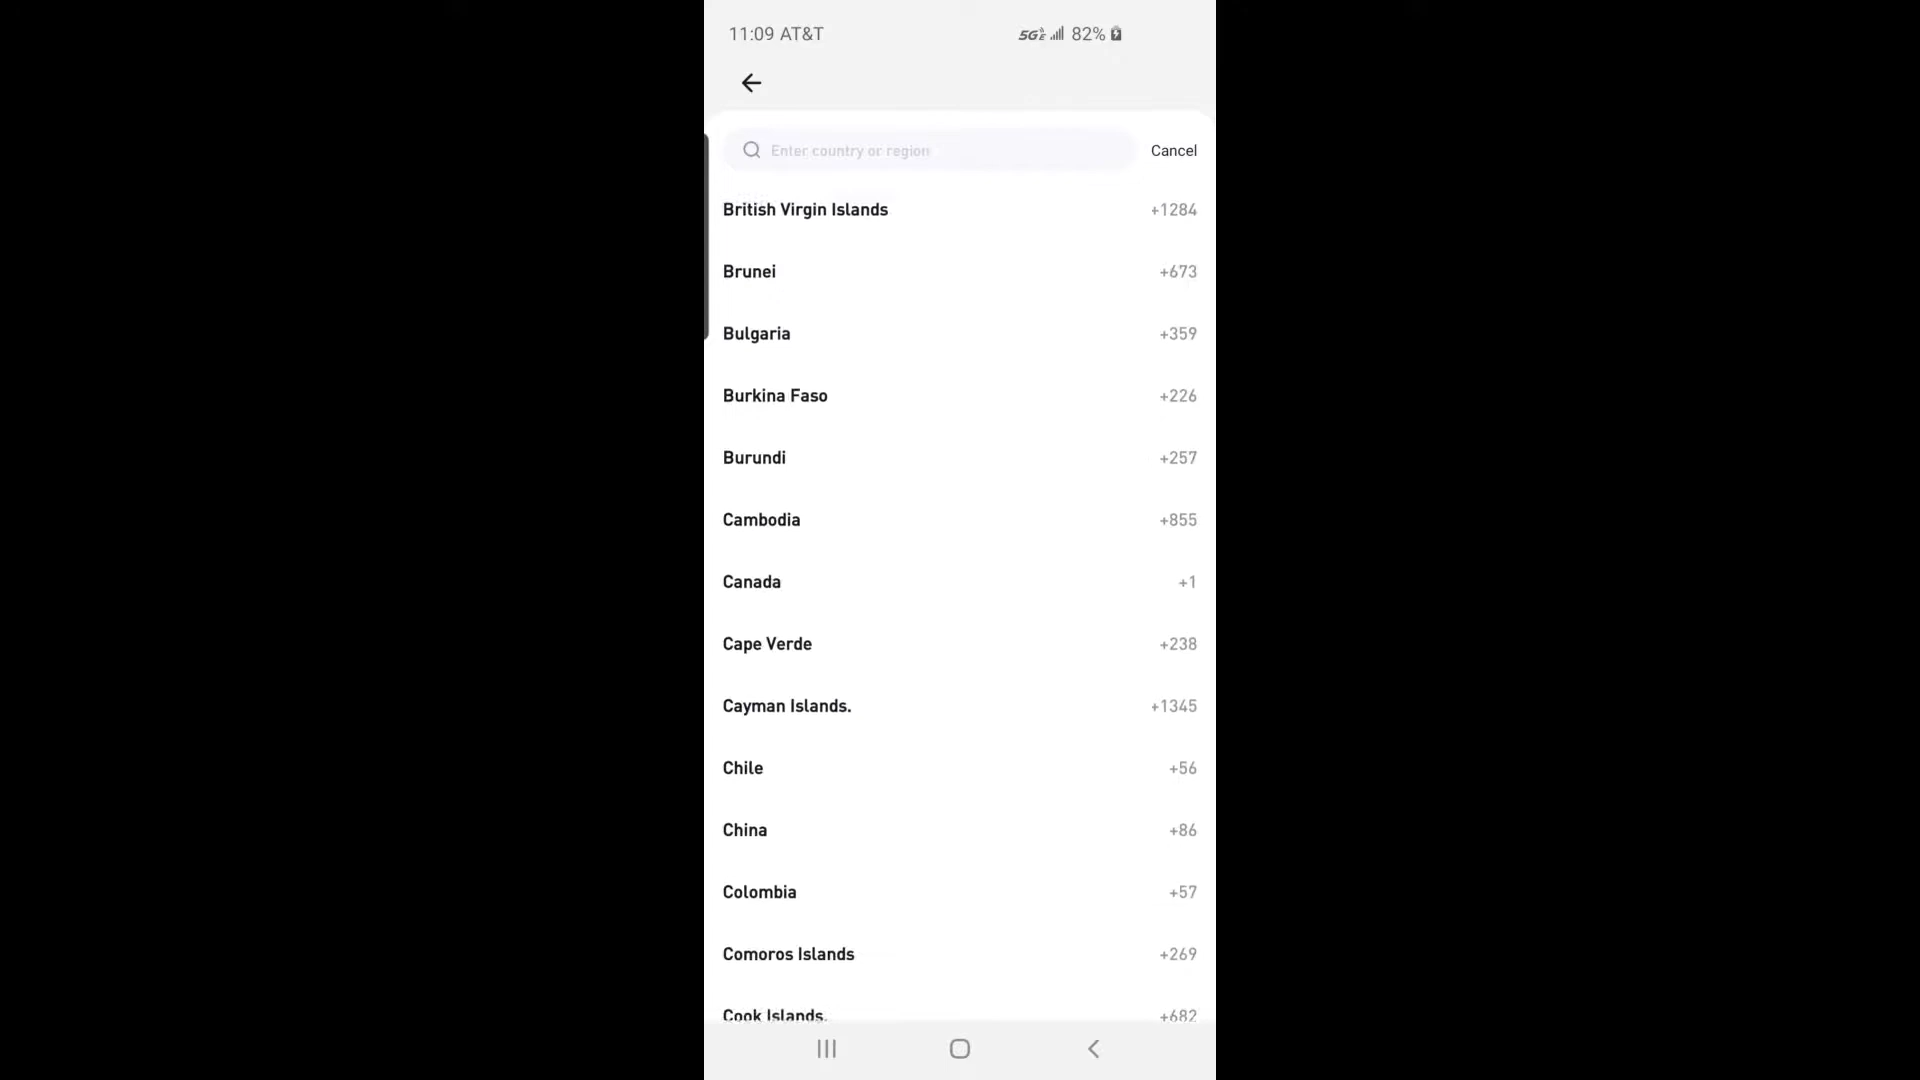 11:09 AT&T 5GE 82%
Enter country or region Cancel
British Virgin Islands +1284
Brunei +673
Bulgaria +359
Burkina Faso +226
Burundi +257
Cambodia +855
Canada +1
Cape Verde +238
Cayman Islands. +1345
Chile +56
China +86
Colombia +57
Comoros Islands +269
Cook Islands. +682